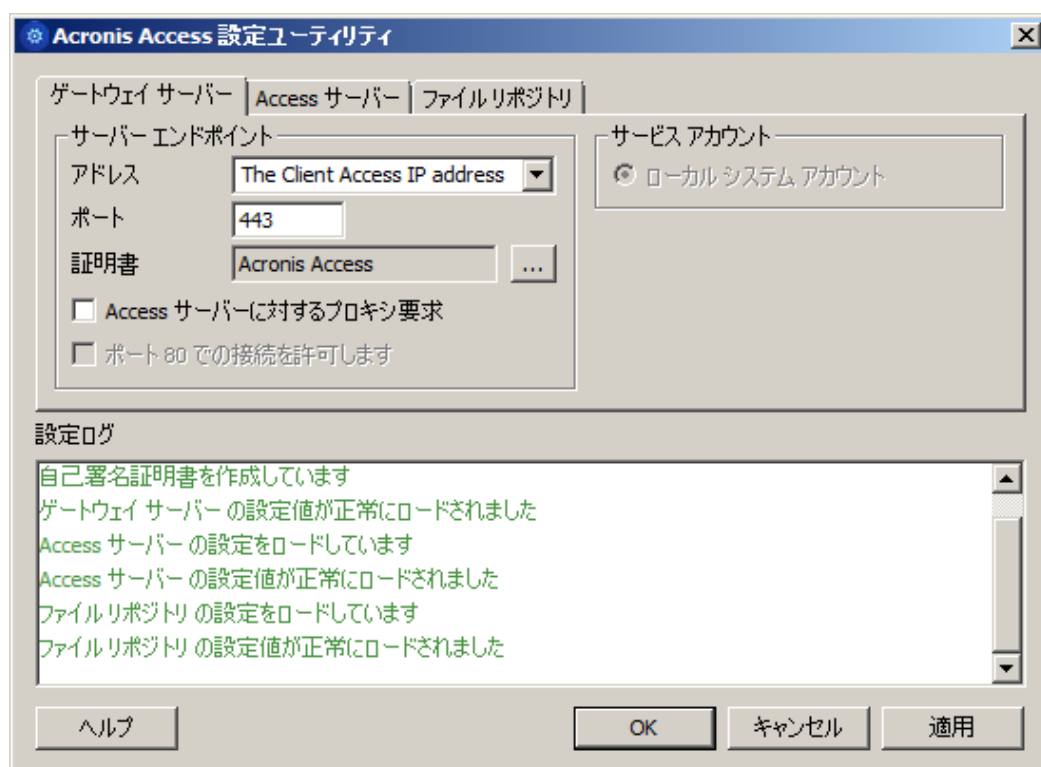 Acronis Access 設定ユーティリティ
ゲートウェイ サーバー
Access サーバー
ファイル リポジトリ
サーバー エンドポイント
アドレス
The Client Access IP address
ポート
443
証明書
Acronis Access
...
Access サーバーに対するプロキシ要求
ポート 80 での接続を許可します
サービス アカウント
ローカル システム アカウント
設定ログ
自己署名証明書を作成しています
ゲートウェイ サーバー の設定値が正常にロードされました
Access サーバー の設定をロードしています
Access サーバー の設定値が正常にロードされました
ファイル リポジトリ の設定をロードしています
ファイル リポジトリ の設定値が正常にロードされました
ヘルプ
OK
キャンセル
適用